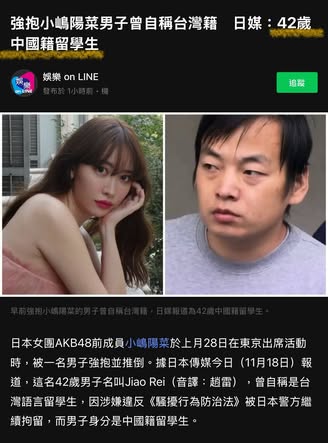 強抱小嶋陽菜男子曾自稱台灣籍　日媒：42歲
中國籍留學生
娛樂 on LINE
發布於 1小時前・機
追蹤
早前強抱小嶋陽菜的男子曾自稱台灣籍，日媒報道為42歲中國籍留學生。
日本女團AKB48前成員小嶋陽菜於上月28日在東京出席活動
時，被一名男子強抱並推倒。據日本傳媒今日（11月18日）報
道，這名42歲男子名叫Jiao Rei（音譯：趙雷），曾自稱是台
灣語言留學生，因涉嫌違反《騷擾行為防治法》被日本警方繼
續拘留，而男子身份是中國籍留學生。